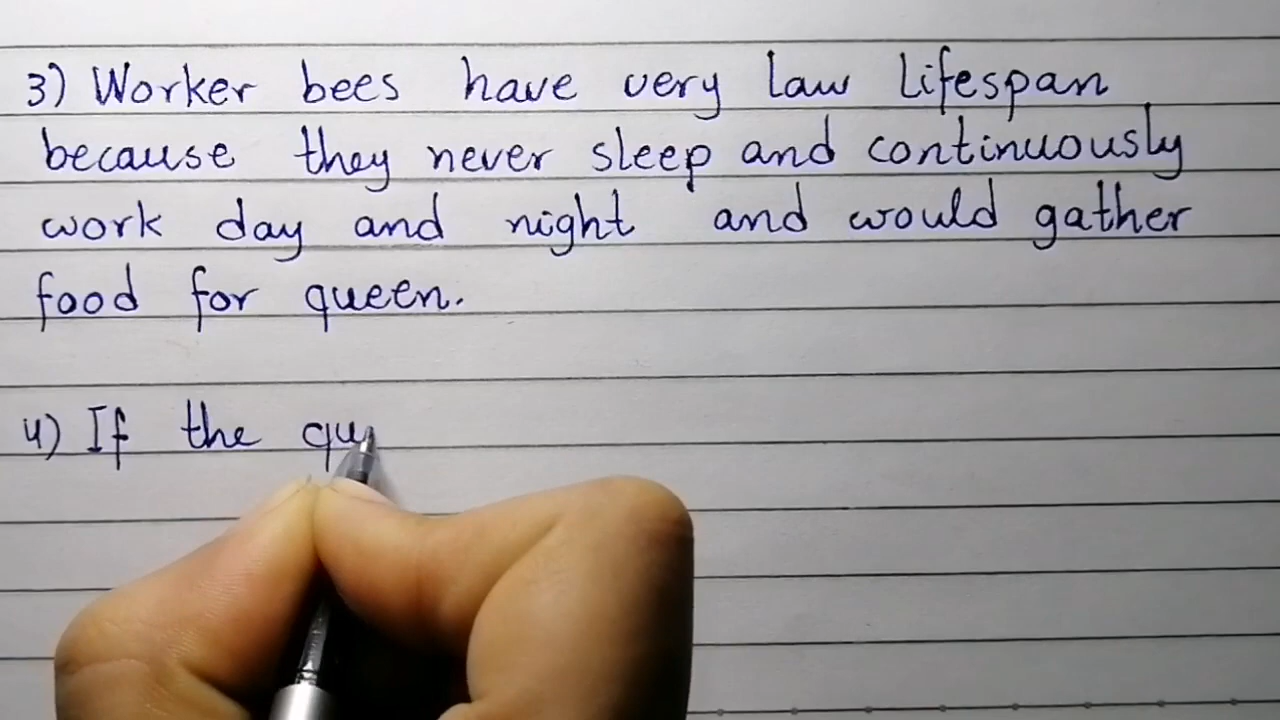 3) Worker bees have very law lifespan
because they never sleep and continuously
work day and night and would gather
food for queen.
4) If the qu